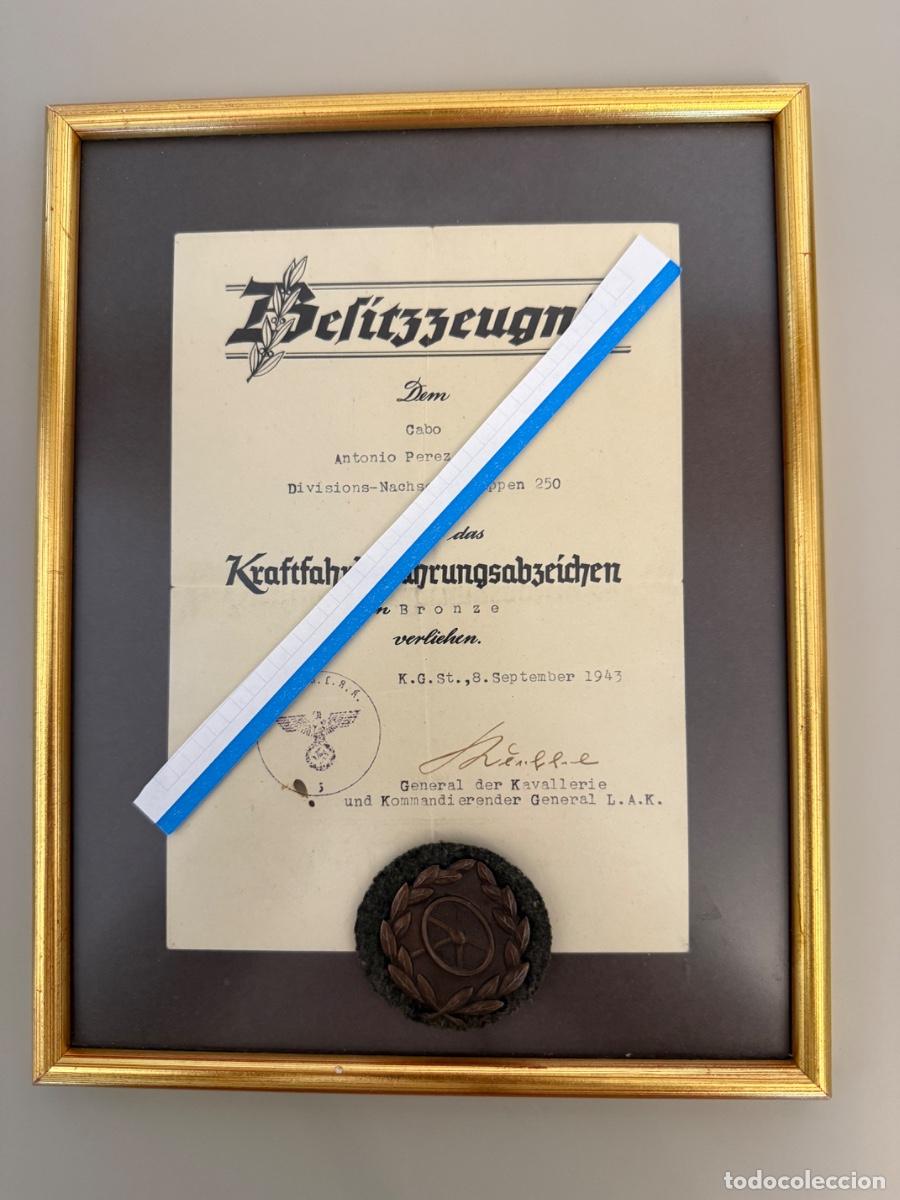 Besitzzeugn
Dem
Cabo
Antonio Perez
Divisions-Nachs ppen 250
das
Kraftfahr ahrungsabzeichen
n Bronze
verliehen.
K.G.St.,8.September 1943
General der Kavallerie
und Kommandierender General L.A.K.
todocoleccion